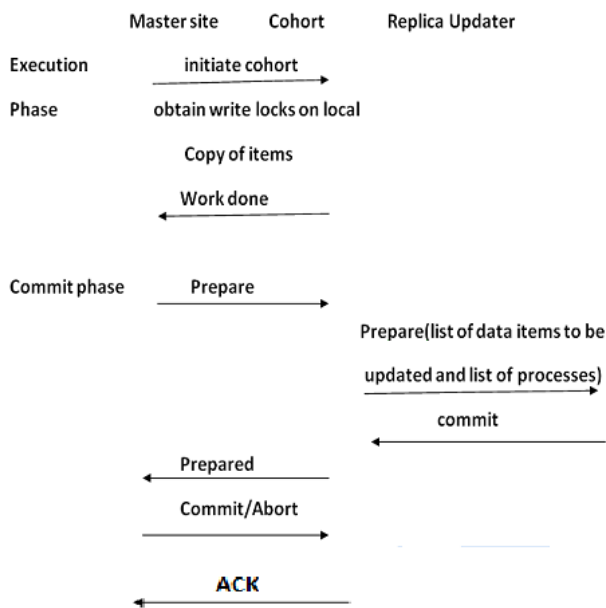 Master site Cohort Replica Updater
Execution initiate cohort
Phase obtain write locks on local
Copy of items
Work done
Commit phase Prepare
Prepare(list of data items to be
updated and list of processes)
commit
Prepared
Commit/Abort
ACK